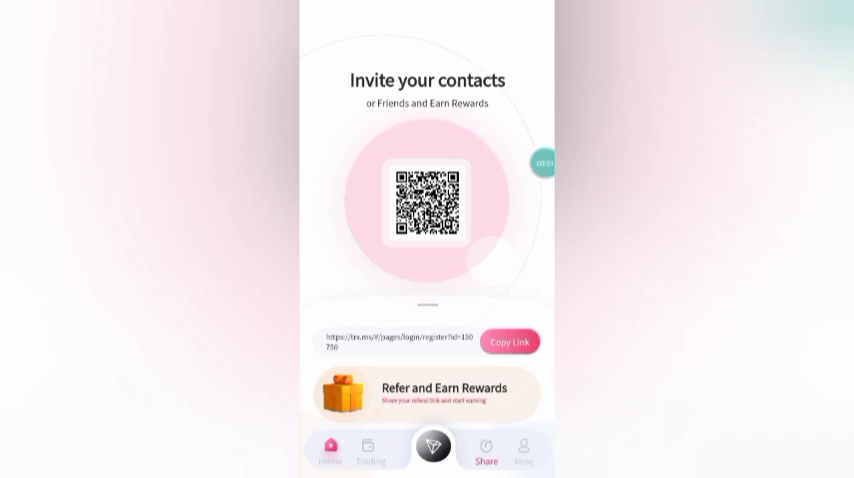 Invite your contacts
or Friends and Earn Rewards
https://trx.ms/#/pages/login/register?id=150
750
Copy Link
Refer and Earn Rewards
Share your referal link and start earning
Home
Trading
Share
Mine